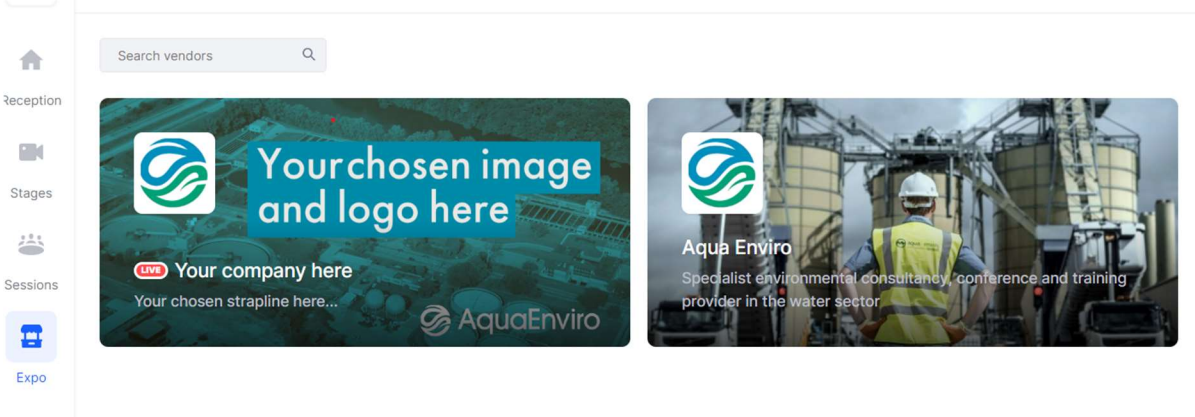 Search vendors
Reception
Stages
Sessions
Expo
Your chosen image
and logo here
LIVE Your company here
Your chosen strapline here...
AquaEnviro
Aqua Enviro
Specialist environmental consultancy, conference and training
provider in the water sector